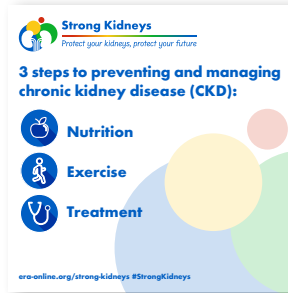 Strong Kidneys
Protect your kidneys, protect your future
3 steps to preventing and managing
chronic kidney disease (CKD):
Nutrition
Exercise
Treatment
era-online.org/strong-kidneys #StrongKidneys